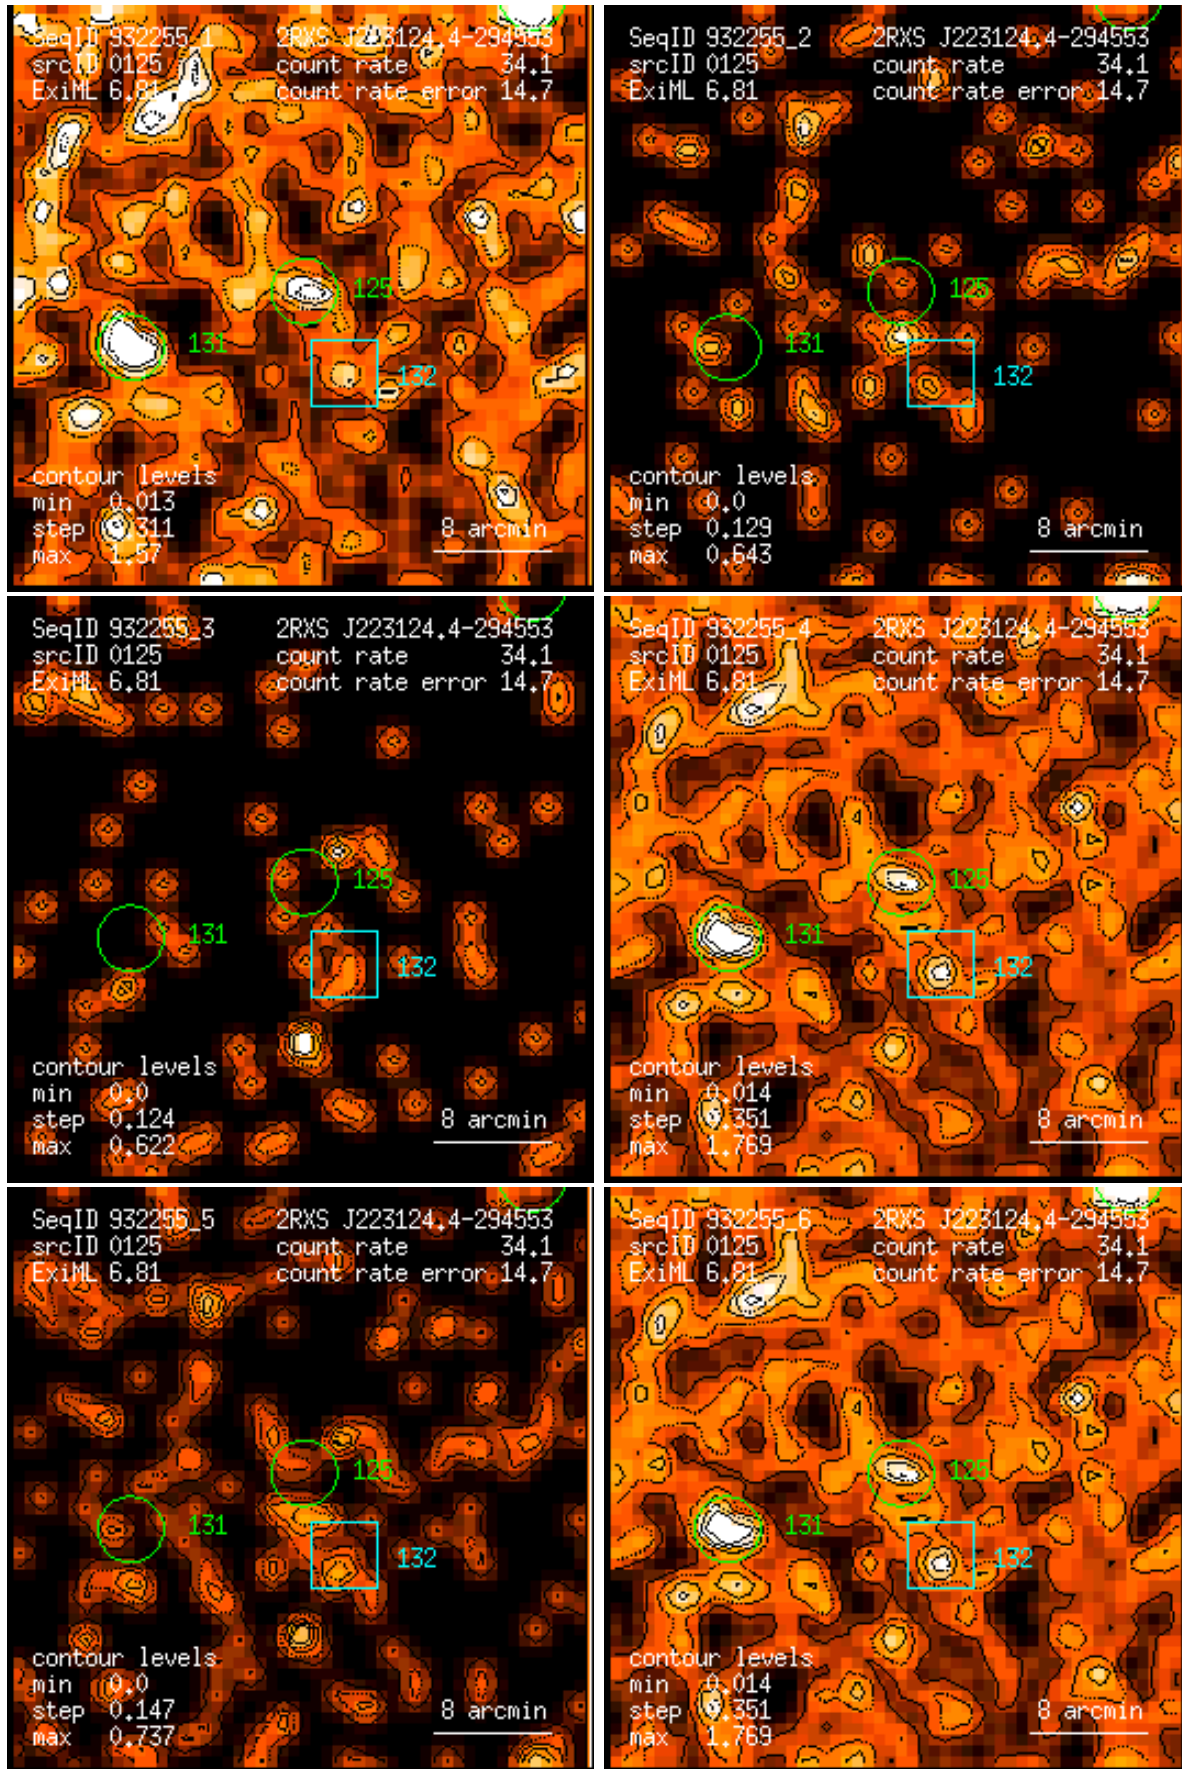 SeqID 932255_1 2RXS J223124.4-294553
srcID 0125 count rate 34.1
ExiML 6.81 count rate error 14.7
125
131
132
contour levels
min 0.013
step 0.311
8 arcmin
max 1.57
SeqID 932255_2 2RXS J223124.4-294553
srcID 0125 count rate 34.1
ExiML 6.81 count rate error 14.7
125
131
132
contour levels
min 0.0
step 0.129
8 arcmin
max 0.643
SeqID 932255_3 2RXS J223124.4-294553
srcID 0125 count rate 34.1
ExiML 6.81 count rate error 14.7
125
131
132
contour levels
min 0.0
step 0.124
8 arcmin
max 0.622
SeqID 932255_4 2RXS J223124.4-294553
srcID 0125 count rate 34.1
ExiML 6.81 count rate error 14.7
125
131
132
contour levels
min 0.014
step 0.351
8 arcmin
max 1.769
SeqID 932255_5 2RXS J223124.4-294553
srcID 0125 count rate 34.1
ExiML 6.81 count rate error 14.7
125
131
132
contour levels
min 0.0
step 0.147
8 arcmin
max 0.737
SeqID 932255_6 2RXS J223124.4-294553
srcID 0125 count rate 34.1
ExiML 6.81 count rate error 14.7
125
131
132
contour levels
min 0.014
step 0.351
8 arcmin
max 1.769